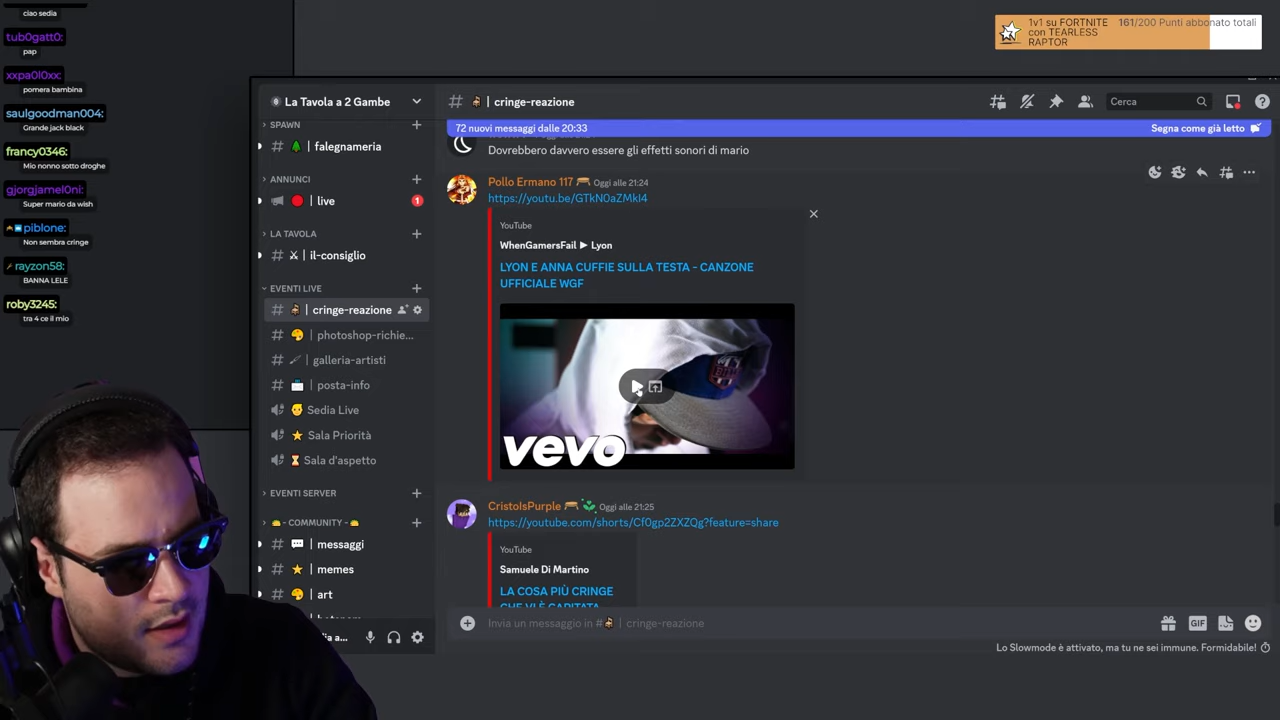 ciao sedia
tub0gatt0:
pap
xxpa0l0xx:
pomera bambina
saulgoodman004:
Grande jack black
francy0346:
Mio nonno sotto droghe
gjorgjamel0ni:
Super mario da wish
piblone:
Non sembra cringe
rayzon58:
BANNA LELE
roby3245:
tra 4 ce il mio
1v1 su FORTNITE
con TEARLESS
RAPTOR
161/200 Punti abbonato totali
La Tavola a 2 Gambe
SPAWN
| falegnameria
ANNUNCI
| live
1
LA TAVOLA
| il-consiglio
EVENTI LIVE
| cringe-reazione
| photoshop-richie...
| galleria-artisti
| posta-info
Sedia Live
Sala Priorità
Sala d'aspetto
EVENTI SERVER
- COMMUNITY -
messaggi
memes
art
| cringe-reazione
Cerca
72 nuovi messaggi dalle 20:33
Segna come già letto
Dovrebbero davvero essere gli effetti sonori di mario
Pollo Ermano 117 Oggi alle 21:24
https://youtu.be/GTkN0aZMkI4
YouTube
WhenGamersFail ► Lyon
LYON E ANNA CUFFIE SULLA TESTA - CANZONE
UFFICIALE WGF
vevo
CristoIsPurple Oggi alle 21:25
https://youtube.com/shorts/Cf0gp2ZXZQg?feature=share
YouTube
Samuele Di Martino
LA COSA PIÙ CRINGE
CHE VI È CAPITATA
Invia un messaggio in # | cringe-reazione
GIF
Lo Slowmode è attivato, ma tu ne sei immune. Formidabile!